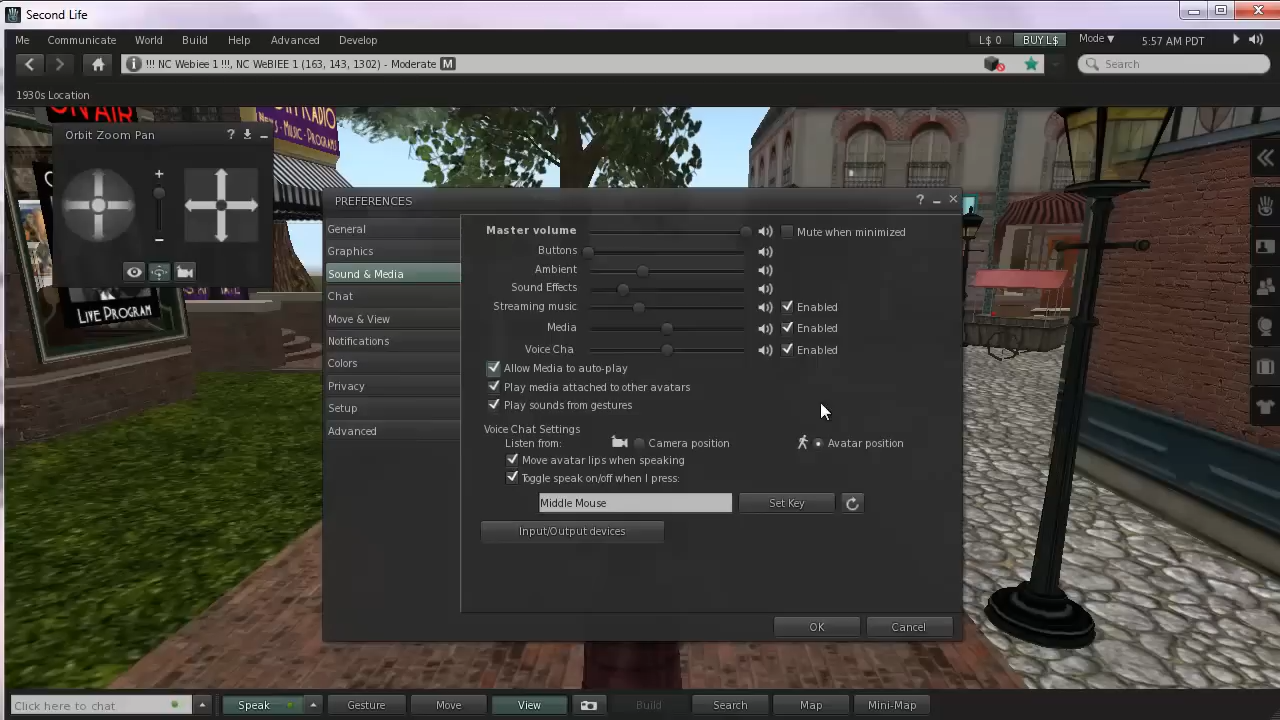 Second Life
Me Communicate World Build Help Advanced Develop L$ 0 BUY L$ Mode ▼ 5:57 AM PDT
!!! NC Webiee 1 !!!, NC WeBIEE 1 (163, 143, 1302) - Moderate M Search
1930s Location
ON AIR
RADIO
Music · Program
LIVE PROGRAM
Orbit Zoom Pan
PREFERENCES
General
Graphics
Sound & Media
Chat
Move & View
Notifications
Colors
Privacy
Setup
Advanced
Master volume Mute when minimized
Buttons
Ambient
Sound Effects
Streaming music Enabled
Media Enabled
Voice Cha Enabled
Allow Media to auto-play
Play media attached to other avatars
Play sounds from gestures
Voice Chat Settings
Listen from: Camera position Avatar position
Move avatar lips when speaking
Toggle speak on/off when I press:
Middle Mouse Set Key
Input/Output devices
OK Cancel
Click here to chat Speak Gesture Move View Build Search Map Mini-Map